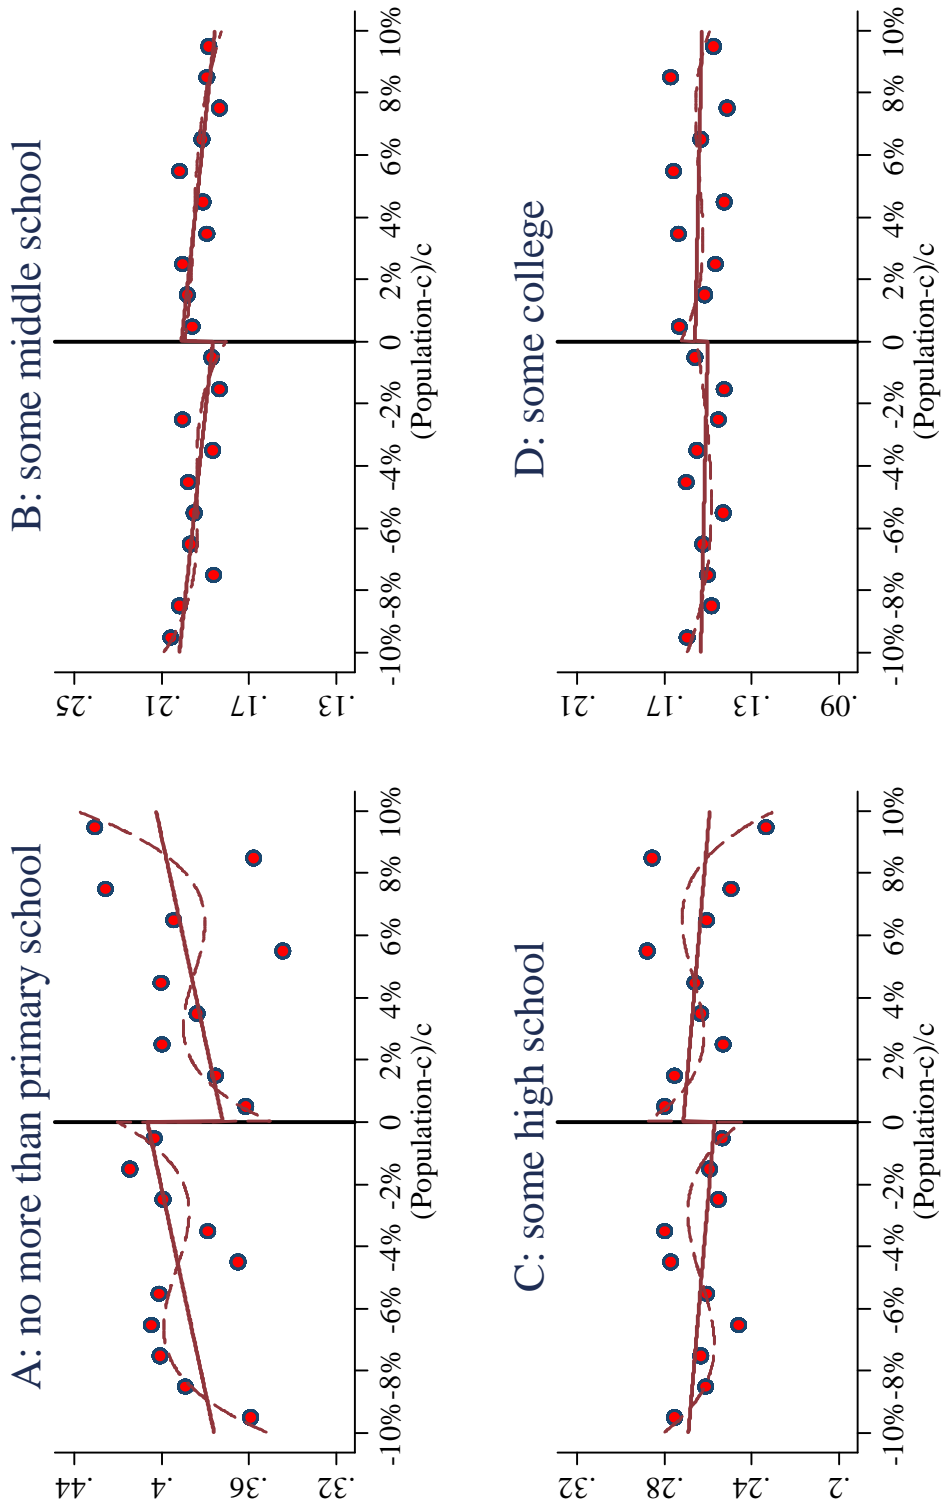 A: no more than primary school
.44
.4
.36
.32
-10% -8% -6% -4% -2% 0 2% 4% 6% 8% 10%
(Population-c)/c
B: some middle school
.25
.21
.17
.13
-10% -8% -6% -4% -2% 0 2% 4% 6% 8% 10%
(Population-c)/c
C: some high school
.32
.28
.24
.2
-10% -8% -6% -4% -2% 0 2% 4% 6% 8% 10%
(Population-c)/c
D: some college
.21
.17
.13
.09
-10% -8% -6% -4% -2% 0 2% 4% 6% 8% 10%
(Population-c)/c